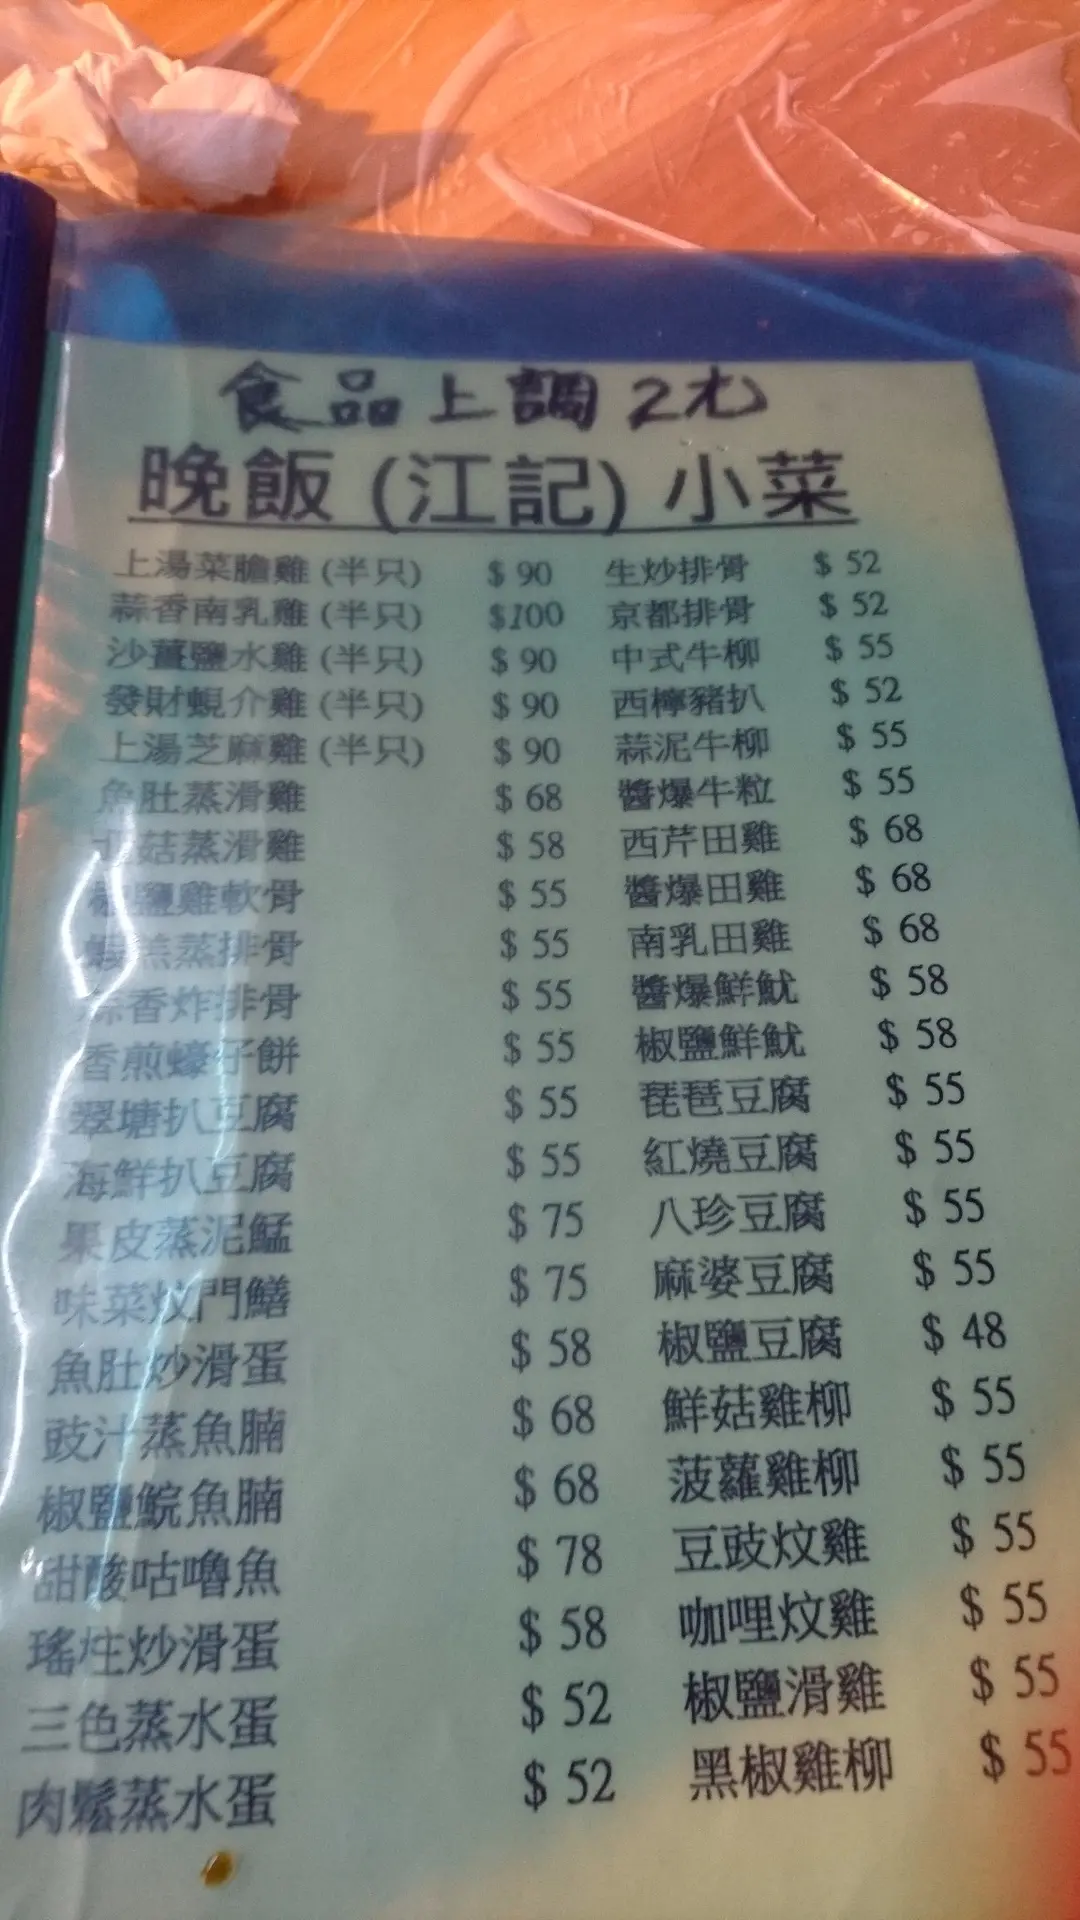 食品上調2元
晚飯 (江記) 小菜
上湯菜膽雞 (半只) $ 90 生炒排骨 $ 52
蒜香南乳雞 (半只) $100 京都排骨 $ 52
沙薑鹽水雞 (半只) $ 90 中式牛柳 $ 55
發財蜆介雞 (半只) $ 90 西檸豬扒 $ 52
上湯芝麻雞 (半只) $ 90 蒜泥牛柳 $ 55
魚肚蒸滑雞 $ 68 醬爆牛粒 $ 55
北菇蒸滑雞 $ 58 西芹田雞 $ 68
椒鹽雞軟骨 $ 55 醬爆田雞 $ 68
蝦羔蒸排骨 $ 55 南乳田雞 $ 68
蒜香炸排骨 $ 55 醬爆鮮魷 $ 58
香煎蠔仔餅 $ 55 椒鹽鮮魷 $ 58
翠塘扒豆腐 $ 55 琵琶豆腐 $ 55
海鮮扒豆腐 $ 55 紅燒豆腐 $ 55
果皮蒸泥鯭 $ 75 八珍豆腐 $ 55
味菜炆門鱔 $ 75 麻婆豆腐 $ 55
魚肚炒滑蛋 $ 58 椒鹽豆腐 $ 48
豉汁蒸魚腩 $ 68 鮮菇雞柳 $ 55
椒鹽鯇魚腩 $ 68 菠蘿雞柳 $ 55
甜酸咕嚕魚 $ 78 豆豉炆雞 $ 55
瑤炷炒滑蛋 $ 58 咖哩炆雞 $ 55
三色蒸水蛋 $ 52 椒鹽滑雞 $ 55
肉鬆蒸水蛋 $ 52 黑椒雞柳 $ 55